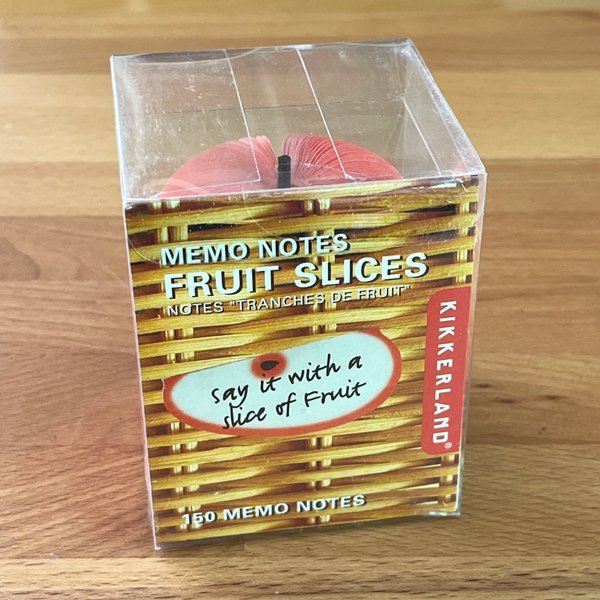 MEMO NOTES
FRUIT SLICES
NOTES "TRANCHES DE FRUIT"
KIKKERLAND®
say it with a
slice of Fruit
150 MEMO NOTES